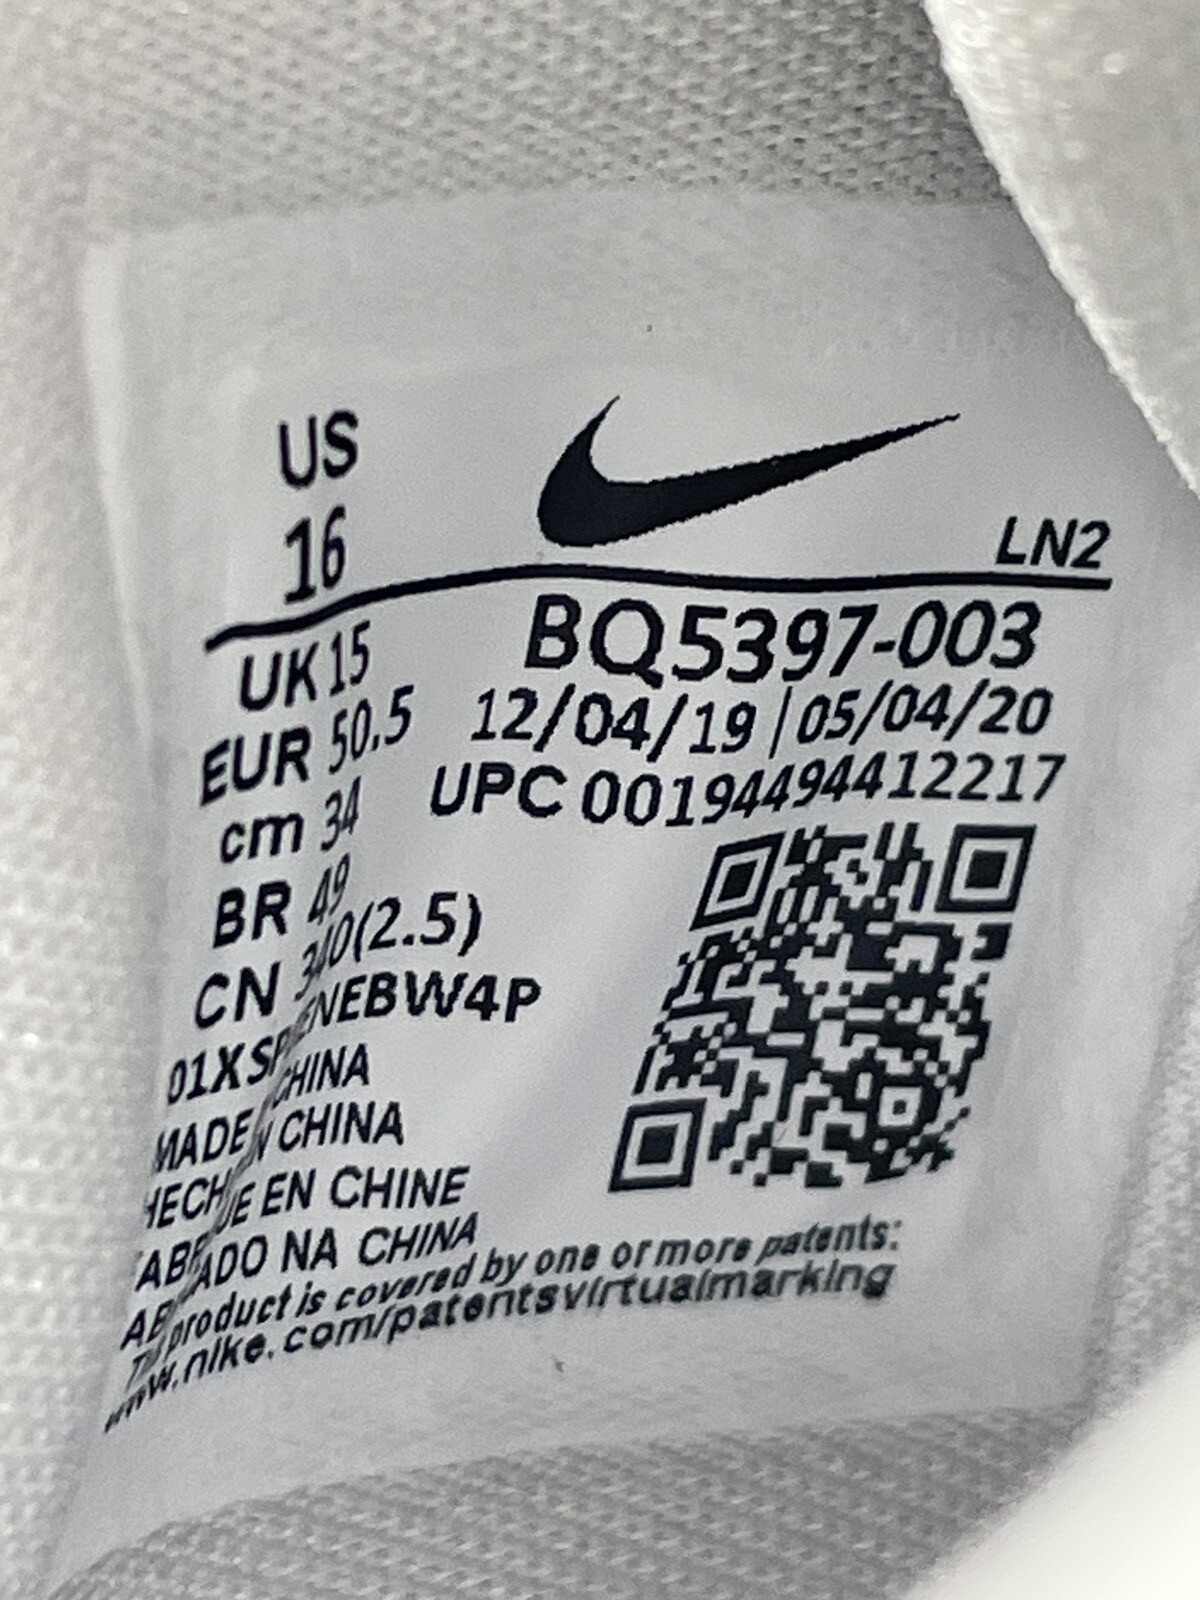 US
16
LN2
UK 15
BQ5397-003
EUR 50.5
12/04/19 | 05/04/20
cm 34
UPC 00194494412217
BR 49
CN 340(2.5)
NEBW4P
MADE CHINA
CHINA
EN CHINE
NA CHINA
product is covered by one or more patents:
www.nike.com/patentsvirtualmarking